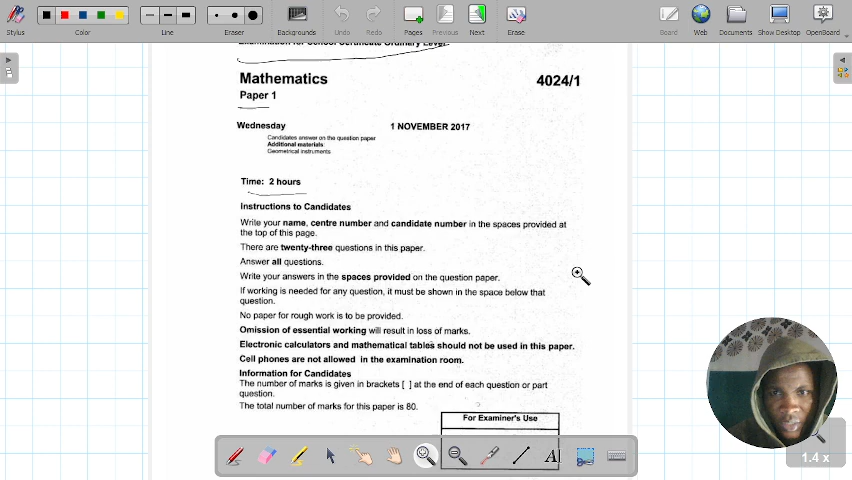 Stylus
Color
Line
Eraser
Backgrounds
Undo
Redo
Pages
Previous
Next
Erase
Board
Web
Documents
Show Desktop
OpenBoard
Examination for School Certificate Ordinary Level
Mathematics
4024/1
Paper 1
Wednesday
1 NOVEMBER 2017
Candidates answer on the question paper
Additional materials:
Geometrical instruments
Time: 2 hours
Instructions to Candidates
Write your name, centre number and candidate number in the spaces provided at
the top of this page.
There are twenty-three questions in this paper.
Answer all questions.
Write your answers in the spaces provided on the question paper.
If working is needed for any question, it must be shown in the space below that
question.
No paper for rough work is to be provided.
Omission of essential working will result in loss of marks.
Electronic calculators and mathematical tables should not be used in this paper.
Cell phones are not allowed in the examination room.
Information for Candidates
The number of marks is given in brackets [ ] at the end of each question or part
question.
The total number of marks for this paper is 80.
For Examiner's Use
1.4 x